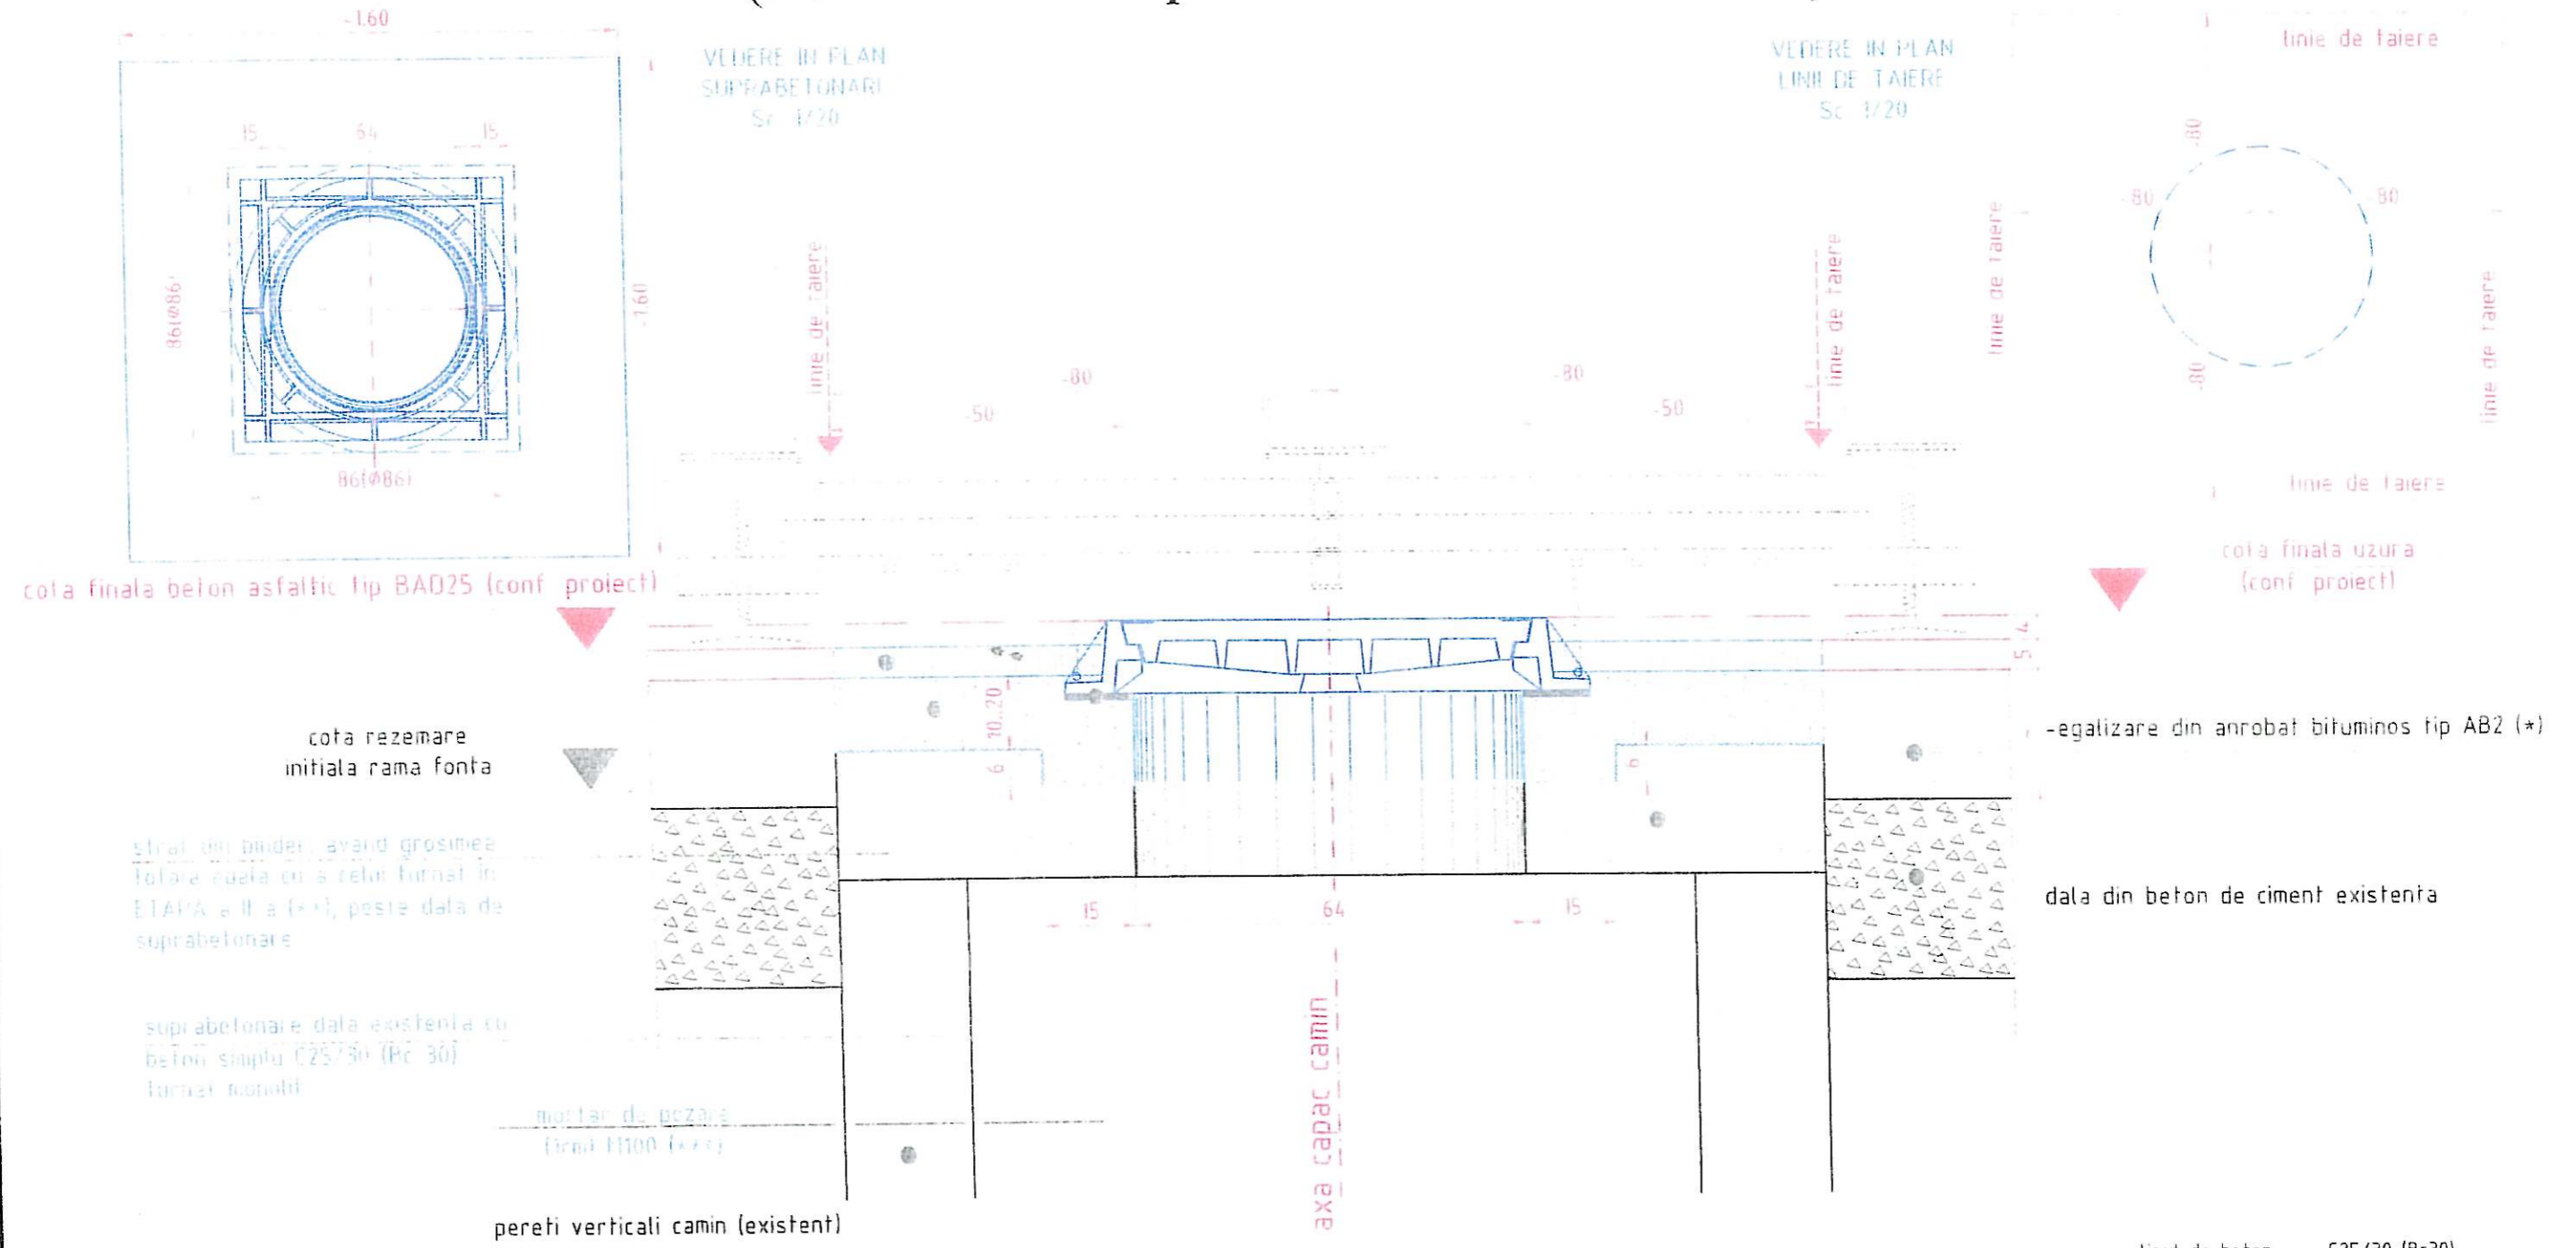 -1.60
VEDERE IN PLAN
SUPRABETONARI
Sc 1/20
VEDERE IN PLAN
LINII DE TAIERE
Sc 1/20
linie de taiere
15
64
15
-80
-80
-80
-80
86(Φ86)
-1.60
linie de taiere
linie de taiere
linie de taiere
linie de taiere
-80
-80
-50
-50
86(Φ86)
linie de taiere
cota finala uzura
(conf proiect)
cota finala beton asfaltic tip BAD25 (conf proiect)
4
5
10..20
6
6
cota rezemare
initiala rama fonta
-egalizare din anrobat bituminos tip AB2 (*)
strat din binder, avand grosimea
totala egala cu a celui turnat in
ETAPA a II a (**), peste dala de
suprabetonare
dala din beton de ciment existenta
15
64
15
suprabetonare dala existenta cu
beton simplu C25/30 (Bc 30)
turnat monolit
axa capac camin
mortar de pozare
M100 (***)
pereti verticali camin (existent)